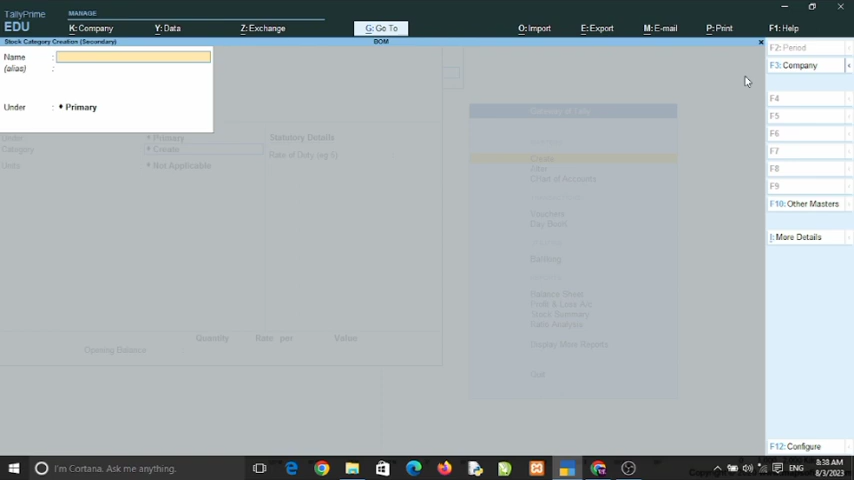 TallyPrime MANAGE
EDU K: Company Y: Data Z: Exchange G: Go To O: Import E: Export M: E-mail P: Print F1: Help
Stock Category Creation (Secondary) BOM
F2: Period
Name :
(alias) :
F3: Company
F4
Under : ♦ Primary
Gateway of Tally
F5
Under : ♦ Primary Statutory Details
F6
Category ♦ Create
Rate of Duty (eg 5)
Create
F7
Units ♦ Not Applicable
Alter
F8
Chart of Accounts
F9
F10: Other Masters
Vouchers
Day Book
I: More Details
Banking
Balance Sheet
Profit & Loss A/c
Stock Summary
Ratio Analysis
Quantity Rate per Value
Display More Reports
Opening Balance
Quit
F12: Configure
I'm Cortana. Ask me anything. ENG 8:38 AM
8/3/2023